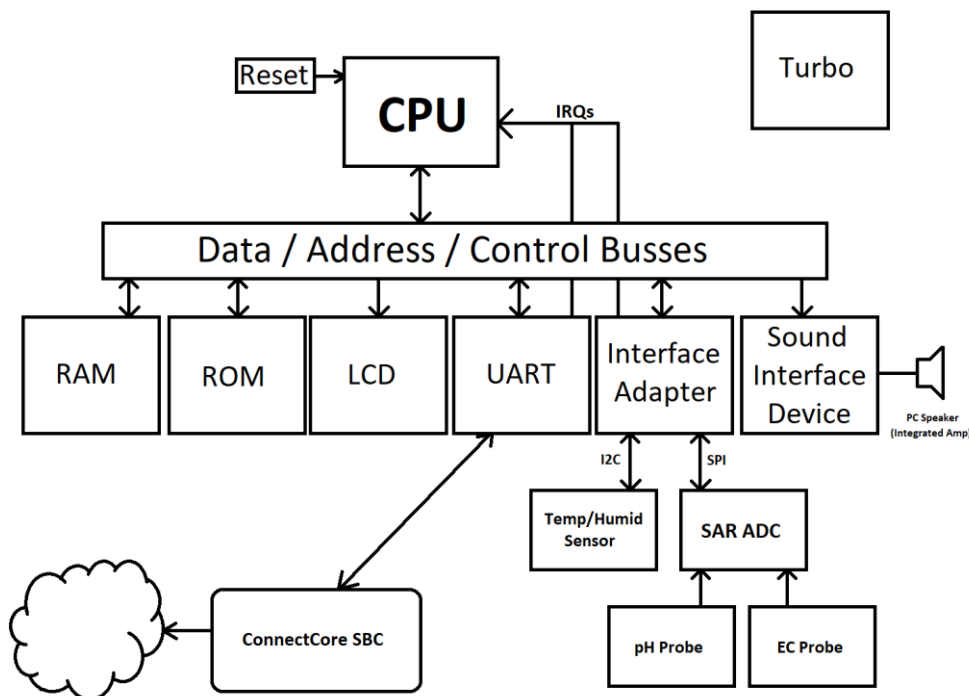 Turbo
Reset
CPU
IRQs
Data / Address / Control Busses
RAM
ROM
LCD
UART
Interface
Adapter
Sound
Interface
Device
PC Speaker
(Integrated Amp)
I2C
SPI
Temp/Humid
Sensor
SAR ADC
ConnectCore SBC
pH Probe
EC Probe